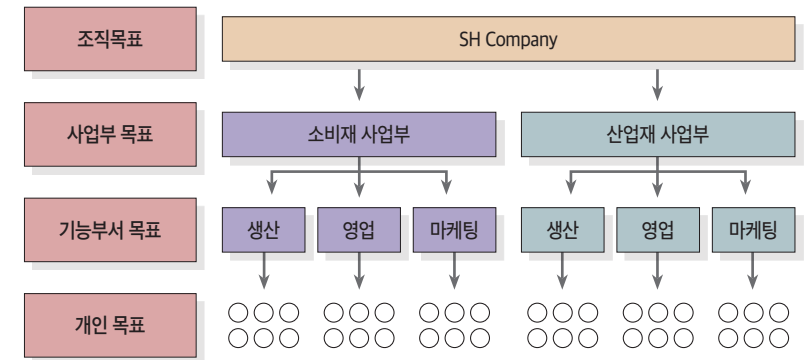 조직목표
SH Company
사업부 목표
소비재 사업부
산업재 사업부
기능부서 목표
생산
영업
마케팅
생산
영업
마케팅
개인 목표